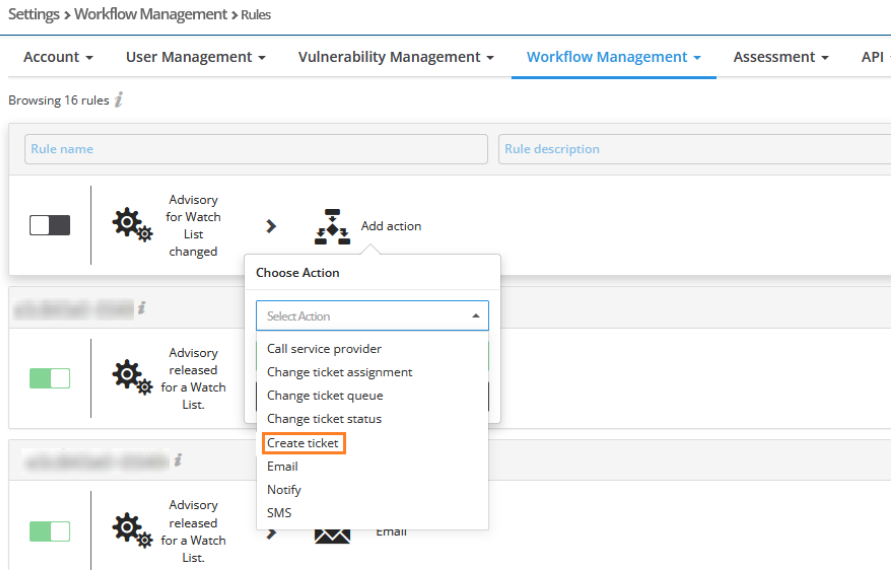 Settings > Workflow Management > Rules
Account User Management Vulnerability Management Workflow Management Assessment API
Browsing 16 rules i
Rule name Rule description
Advisory
for Watch
List
changed
Add action
Choose Action
Select Action
Call service provider
Change ticket assignment
Change ticket queue
Change ticket status
Create ticket
Email
Notify
SMS
i
Advisory
released
for a Watch
List.
i
Advisory
released
for a Watch
List.
Email